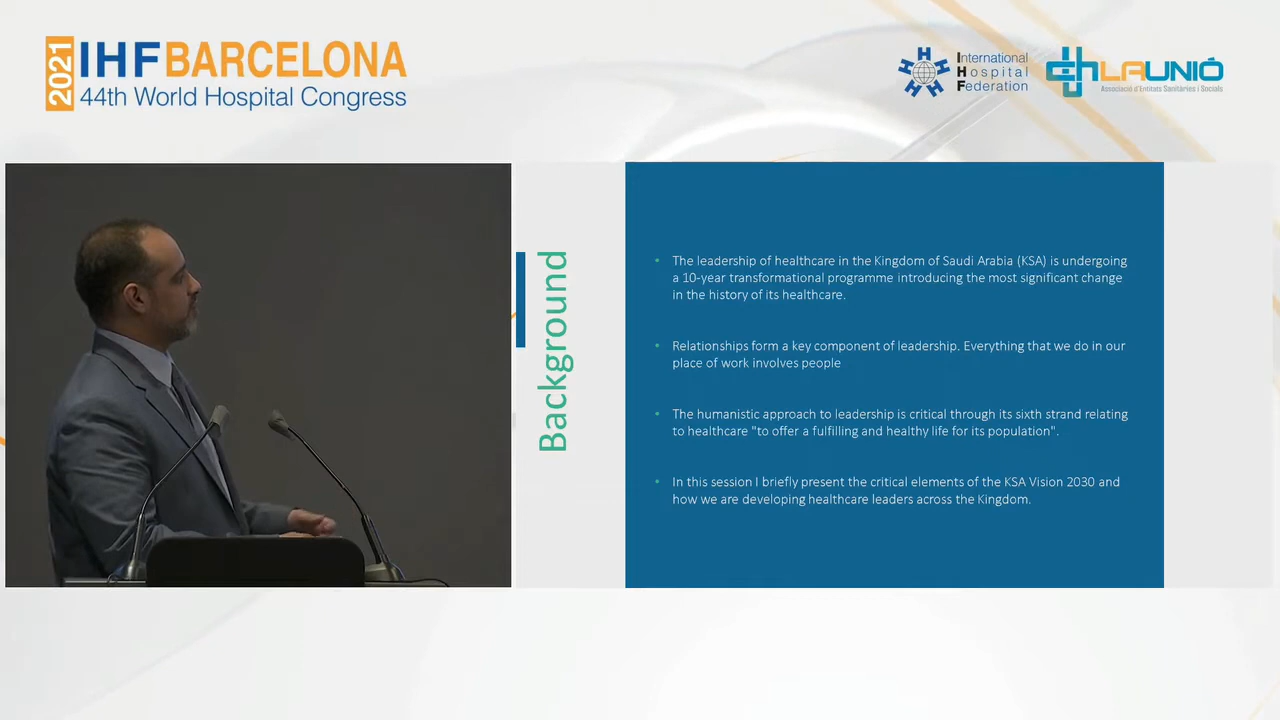 2021
IHF BARCELONA
44th World Hospital Congress
International
Hospital
Federation
LAUNIÓ
Associació d'Entitats Sanitàries i Socials
Background
• The leadership of healthcare in the Kingdom of Saudi Arabia (KSA) is undergoing
a 10-year transformational programme introducing the most significant change
in the history of its healthcare.
• Relationships form a key component of leadership. Everything that we do in our
place of work involves people
• The humanistic approach to leadership is critical through its sixth strand relating
to healthcare "to offer a fulfilling and healthy life for its population".
• In this session I briefly present the critical elements of the KSA Vision 2030 and
how we are developing healthcare leaders across the Kingdom.